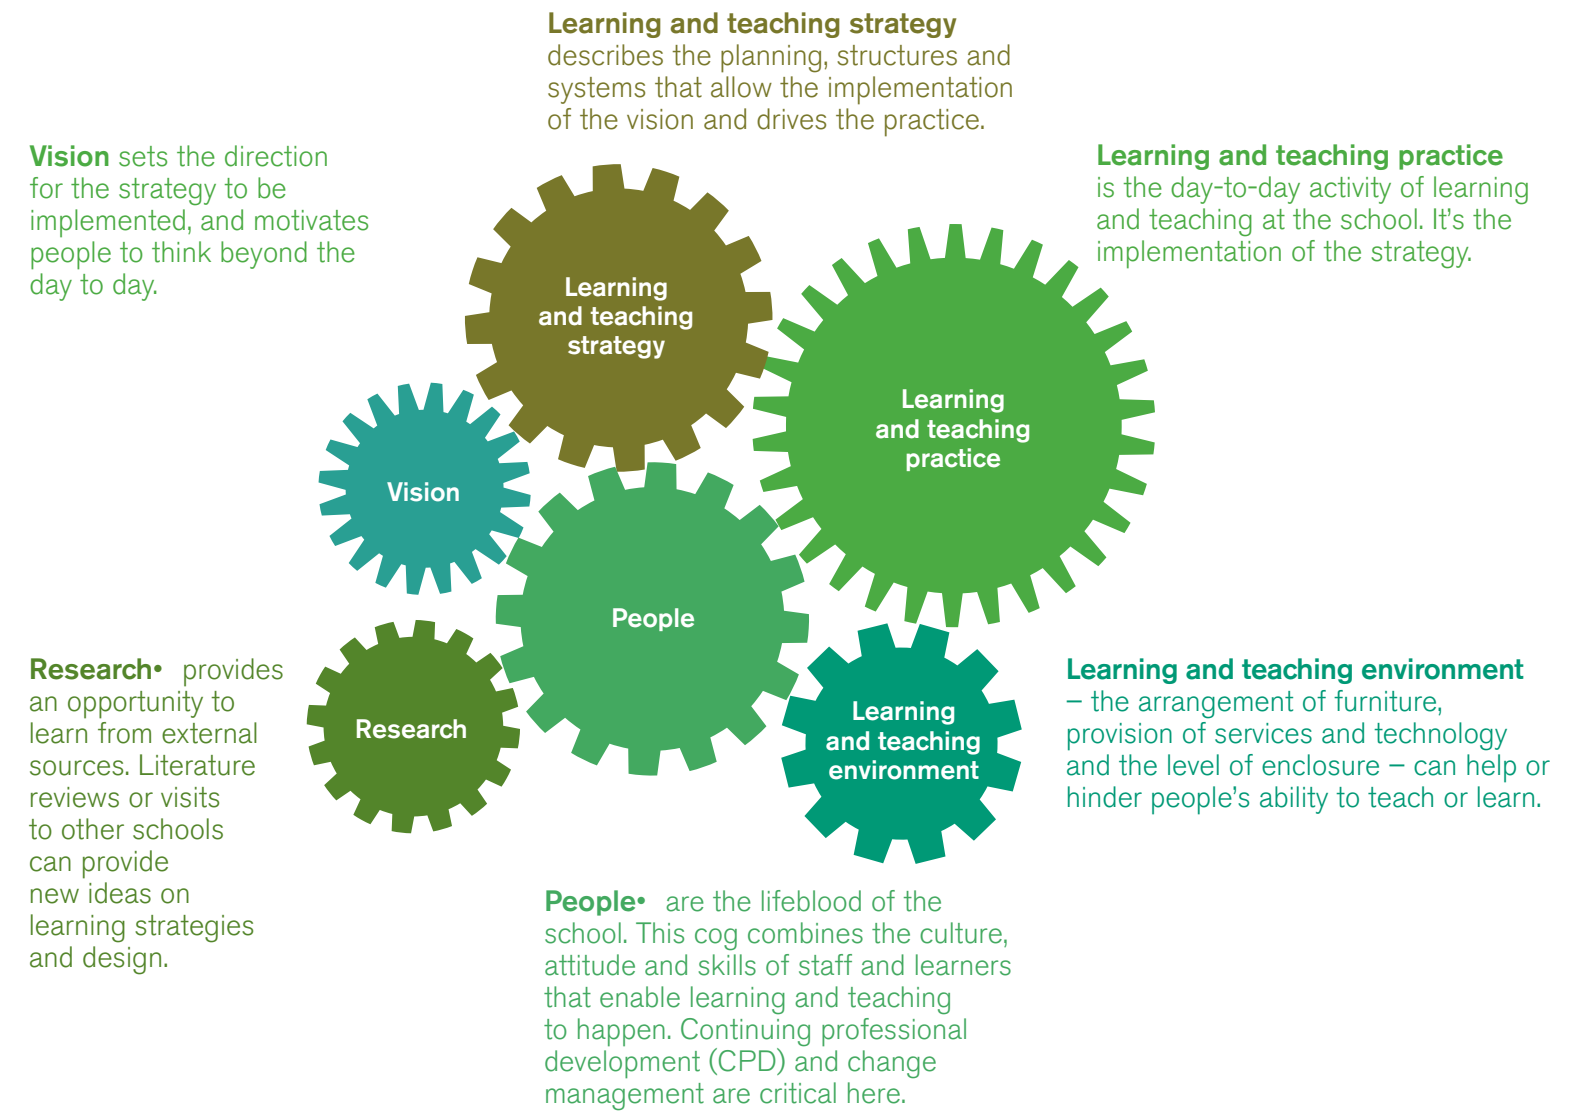 Learning and teaching strategy
describes the planning, structures and
systems that allow the implementation
of the vision and drives the practice.
Vision sets the direction
for the strategy to be
implemented, and motivates
people to think beyond the
day to day.
Learning and teaching practice
is the day-to-day activity of learning
and teaching at the school. It’s the
implementation of the strategy.
Learning
and teaching
strategy
Learning
and teaching
practice
Vision
People
Research
Learning
and teaching
environment
Research• provides
an opportunity to
learn from external
sources. Literature
reviews or visits
to other schools
can provide
new ideas on
learning strategies
and design.
Learning and teaching environment
– the arrangement of furniture,
provision of services and technology
and the level of enclosure – can help or
hinder people’s ability to teach or learn.
People• are the lifeblood of the
school. This cog combines the culture,
attitude and skills of staff and learners
that enable learning and teaching
to happen. Continuing professional
development (CPD) and change
management are critical here.